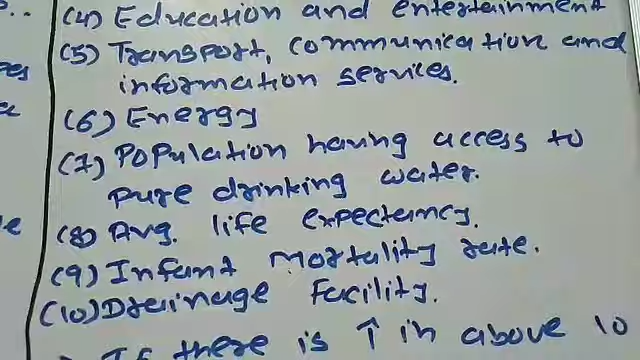 (4) Education and entertainment
(5) Transport, communication and
information services.
(6) Energy
(7) Population having access to
pure drinking water.
(8) Avg. life expectancy.
(9) Infant Mortality rate.
(10) Drainage Facility.
If there is ↑ in above 10